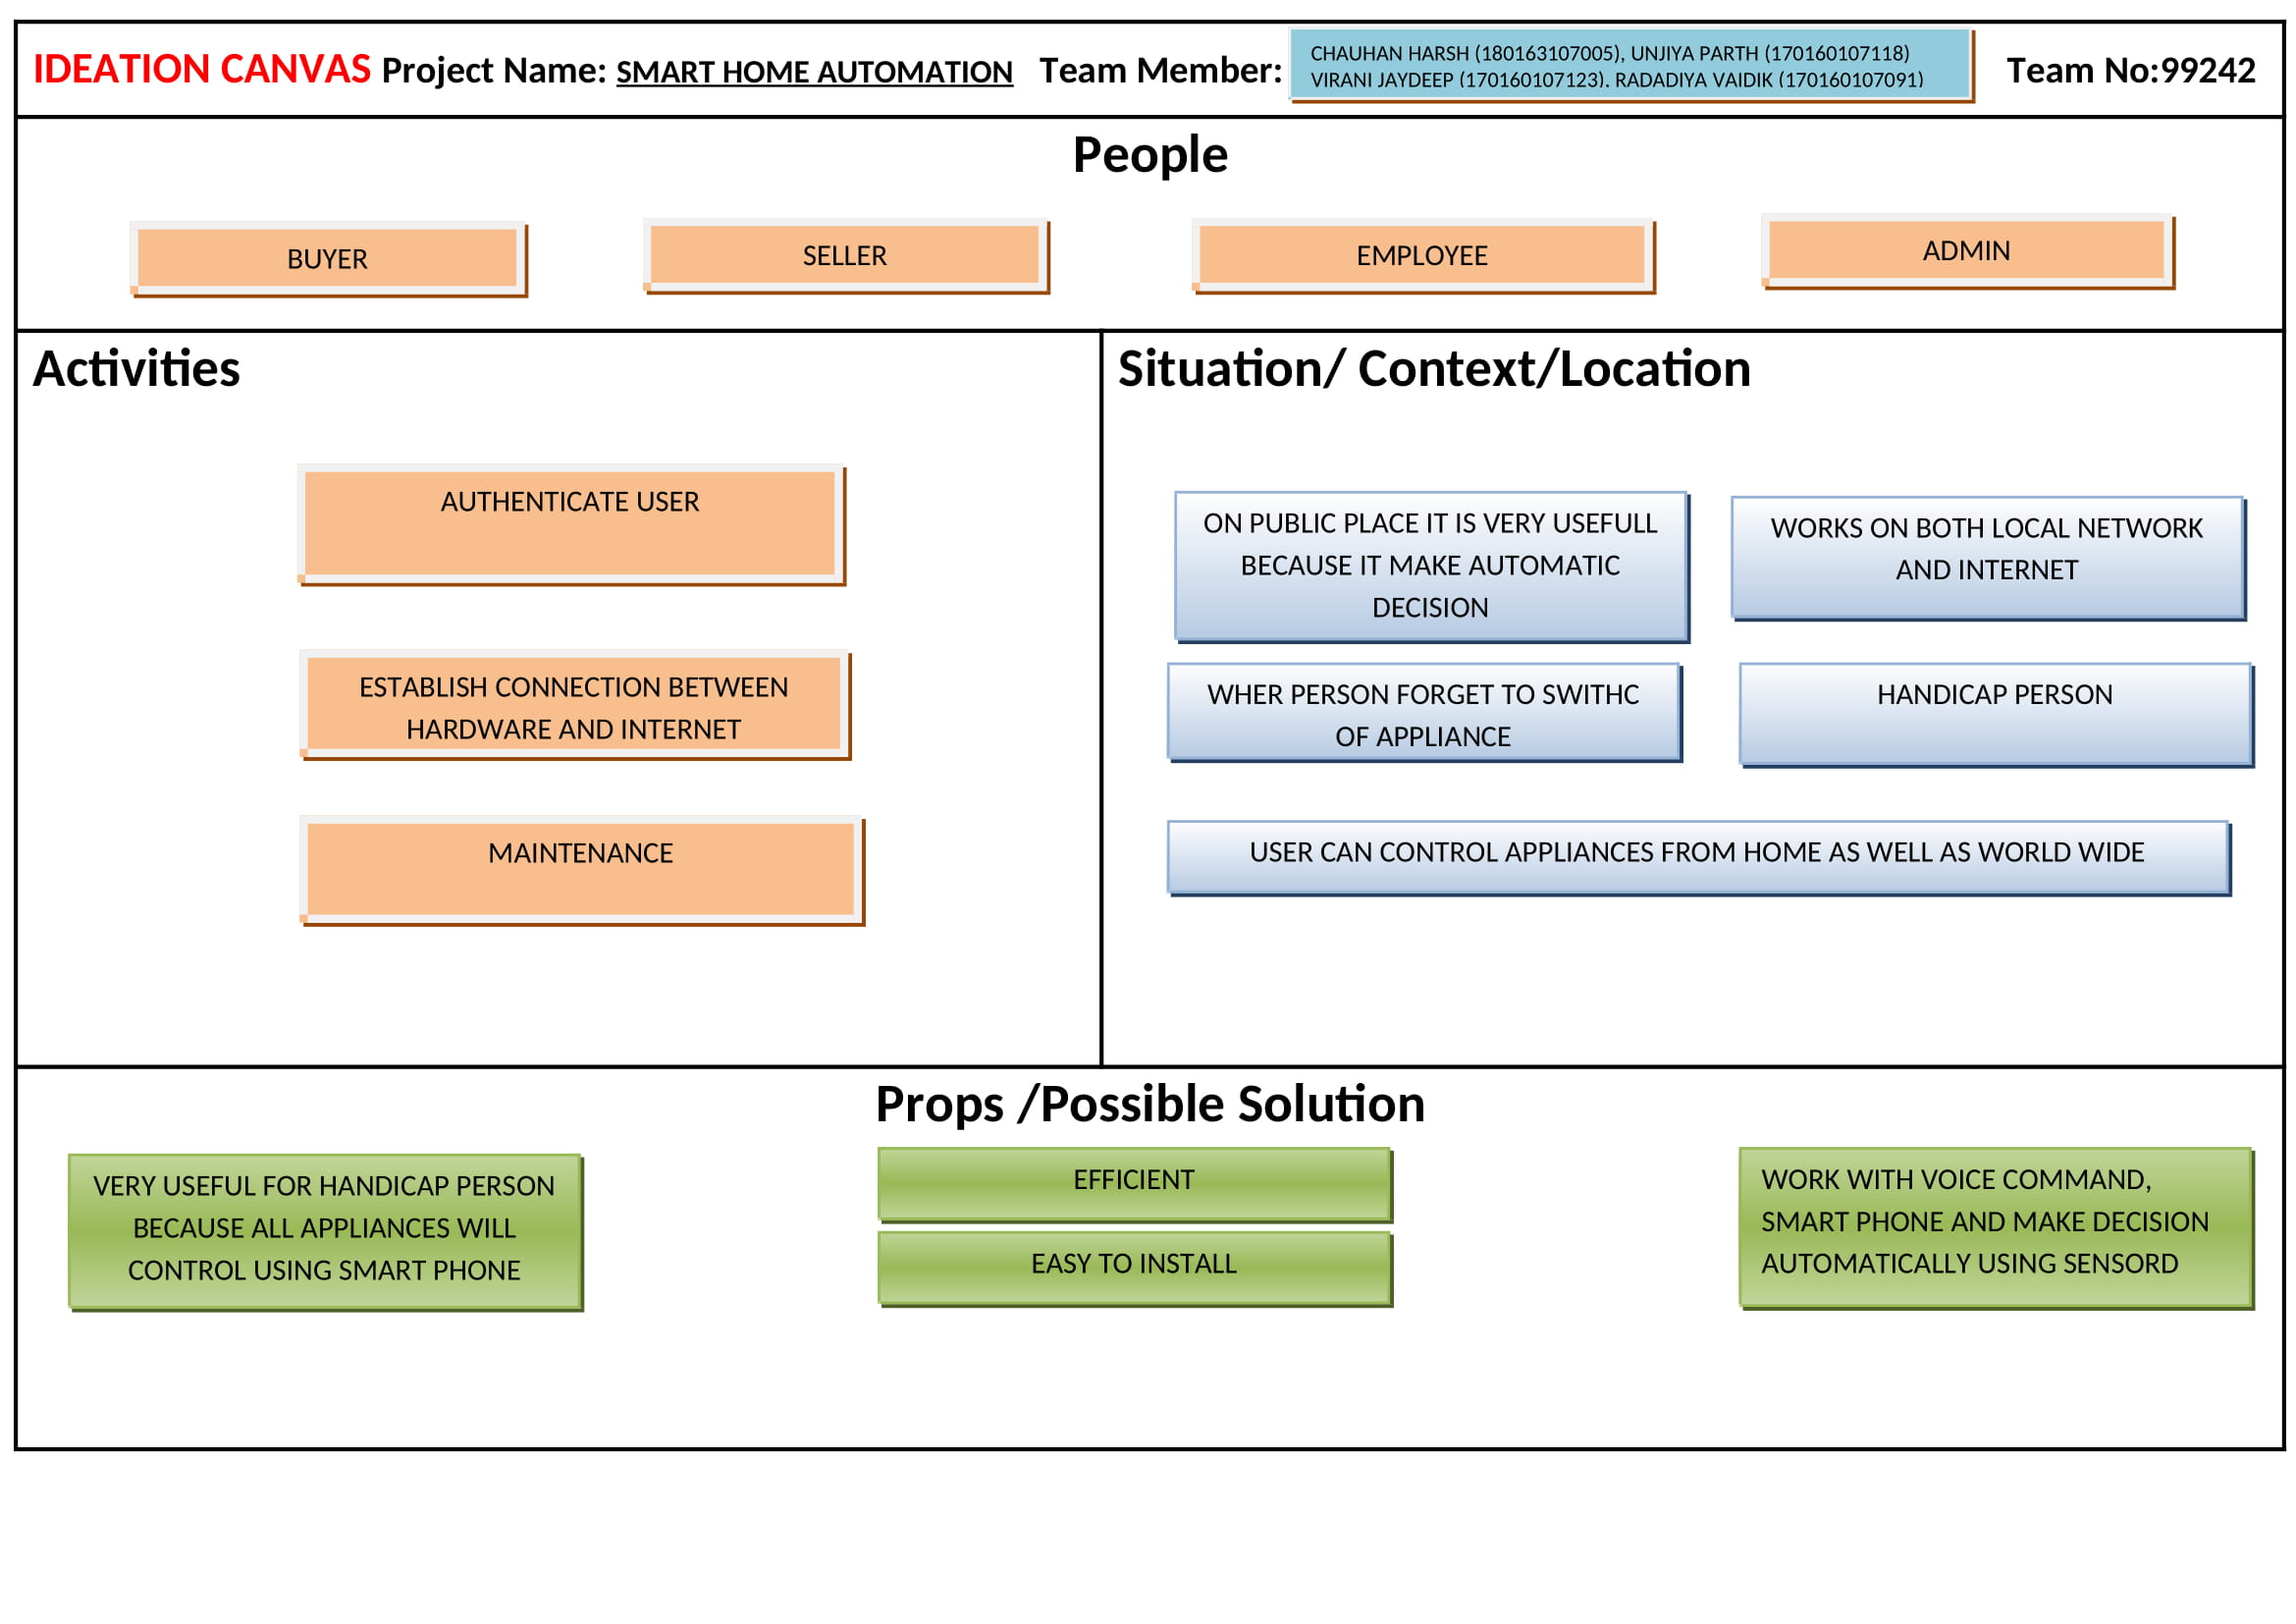 IDEATION CANVAS Project Name: SMART HOME AUTOMATION Team Member: Team No:99242
CHAUHAN HARSH (180163107005), UNJIYA PARTH (170160107118)
VIRANI JAYDEEP (170160107123), RADADIYA VAIDIK (170160107091)
People
BUYER
SELLER
EMPLOYEE
ADMIN
Activities
AUTHENTICATE USER
ESTABLISH CONNECTION BETWEEN
HARDWARE AND INTERNET
MAINTENANCE
Situation/ Context/Location
ON PUBLIC PLACE IT IS VERY USEFULL
BECAUSE IT MAKE AUTOMATIC
DECISION
WORKS ON BOTH LOCAL NETWORK
AND INTERNET
WHER PERSON FORGET TO SWITHC
OF APPLIANCE
HANDICAP PERSON
USER CAN CONTROL APPLIANCES FROM HOME AS WELL AS WORLD WIDE
Props /Possible Solution
VERY USEFUL FOR HANDICAP PERSON
BECAUSE ALL APPLIANCES WILL
CONTROL USING SMART PHONE
EFFICIENT
EASY TO INSTALL
WORK WITH VOICE COMMAND,
SMART PHONE AND MAKE DECISION
AUTOMATICALLY USING SENSORD